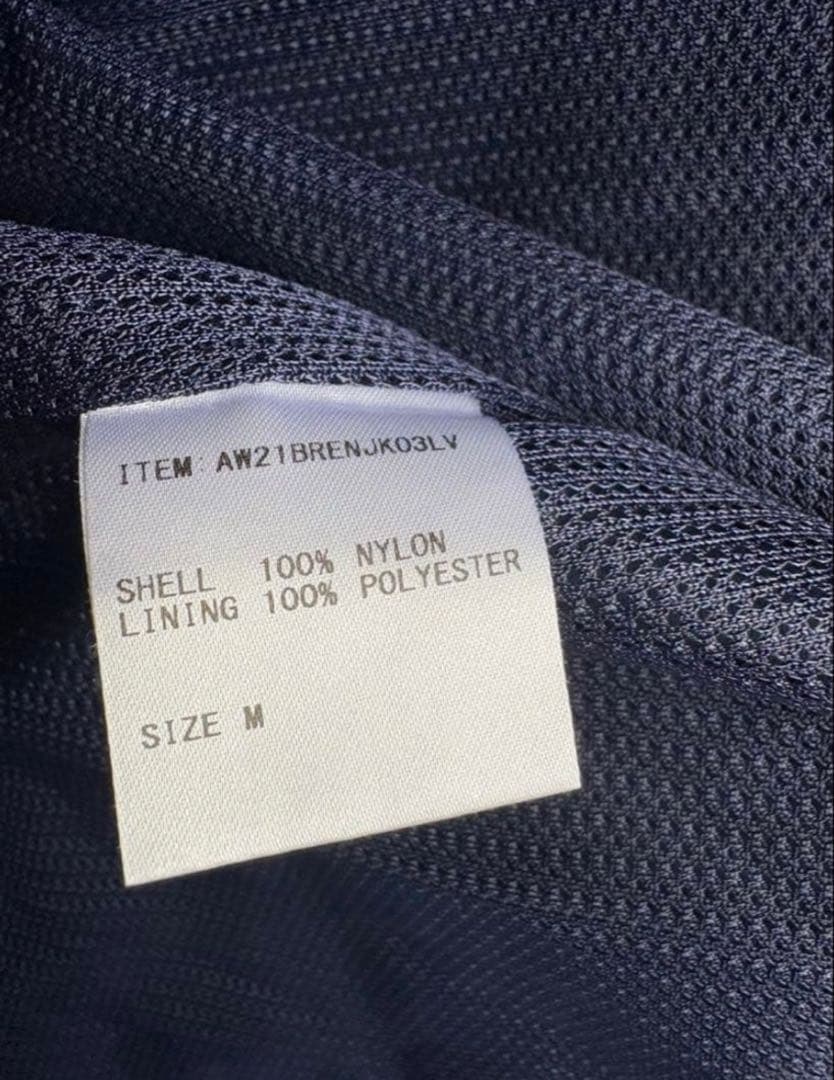 ITEM: AW21BRENJK03LV
SHELL 100% NYLON
LINING 100% POLYESTER
SIZE M